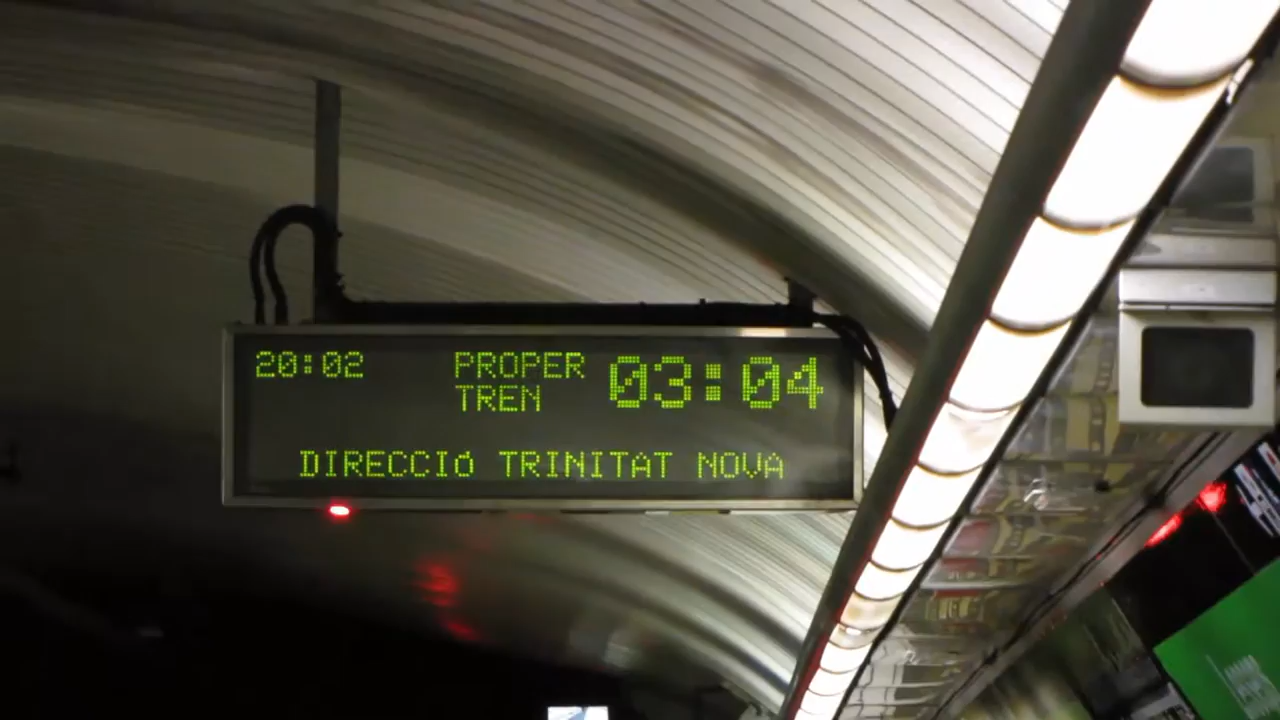 20:02 PROPER TREN 03:04
DIRECCIó TRINITAT NOVA